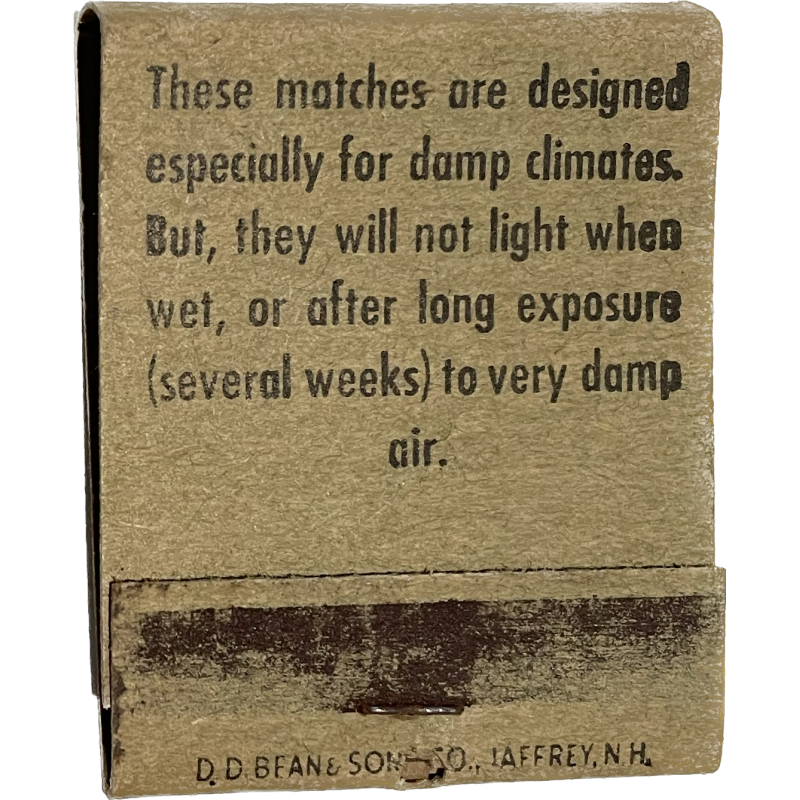 These matches are designed
especially for damp climates.
But, they will not light when
wet, or after long exposure
(several weeks) to very damp
air.
D. D. BEAN & SONS CO., JAFFREY, N.H.